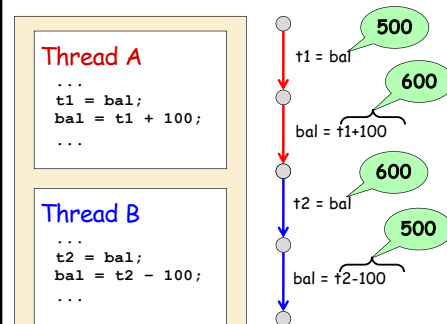 Thread A
...
t1 = bal;
bal = t1 + 100;
...
Thread B
...
t2 = bal;
bal = t2 - 100;
...
500
t1 = bal
600
bal = t1+100
600
t2 = bal
500
bal = t2-100